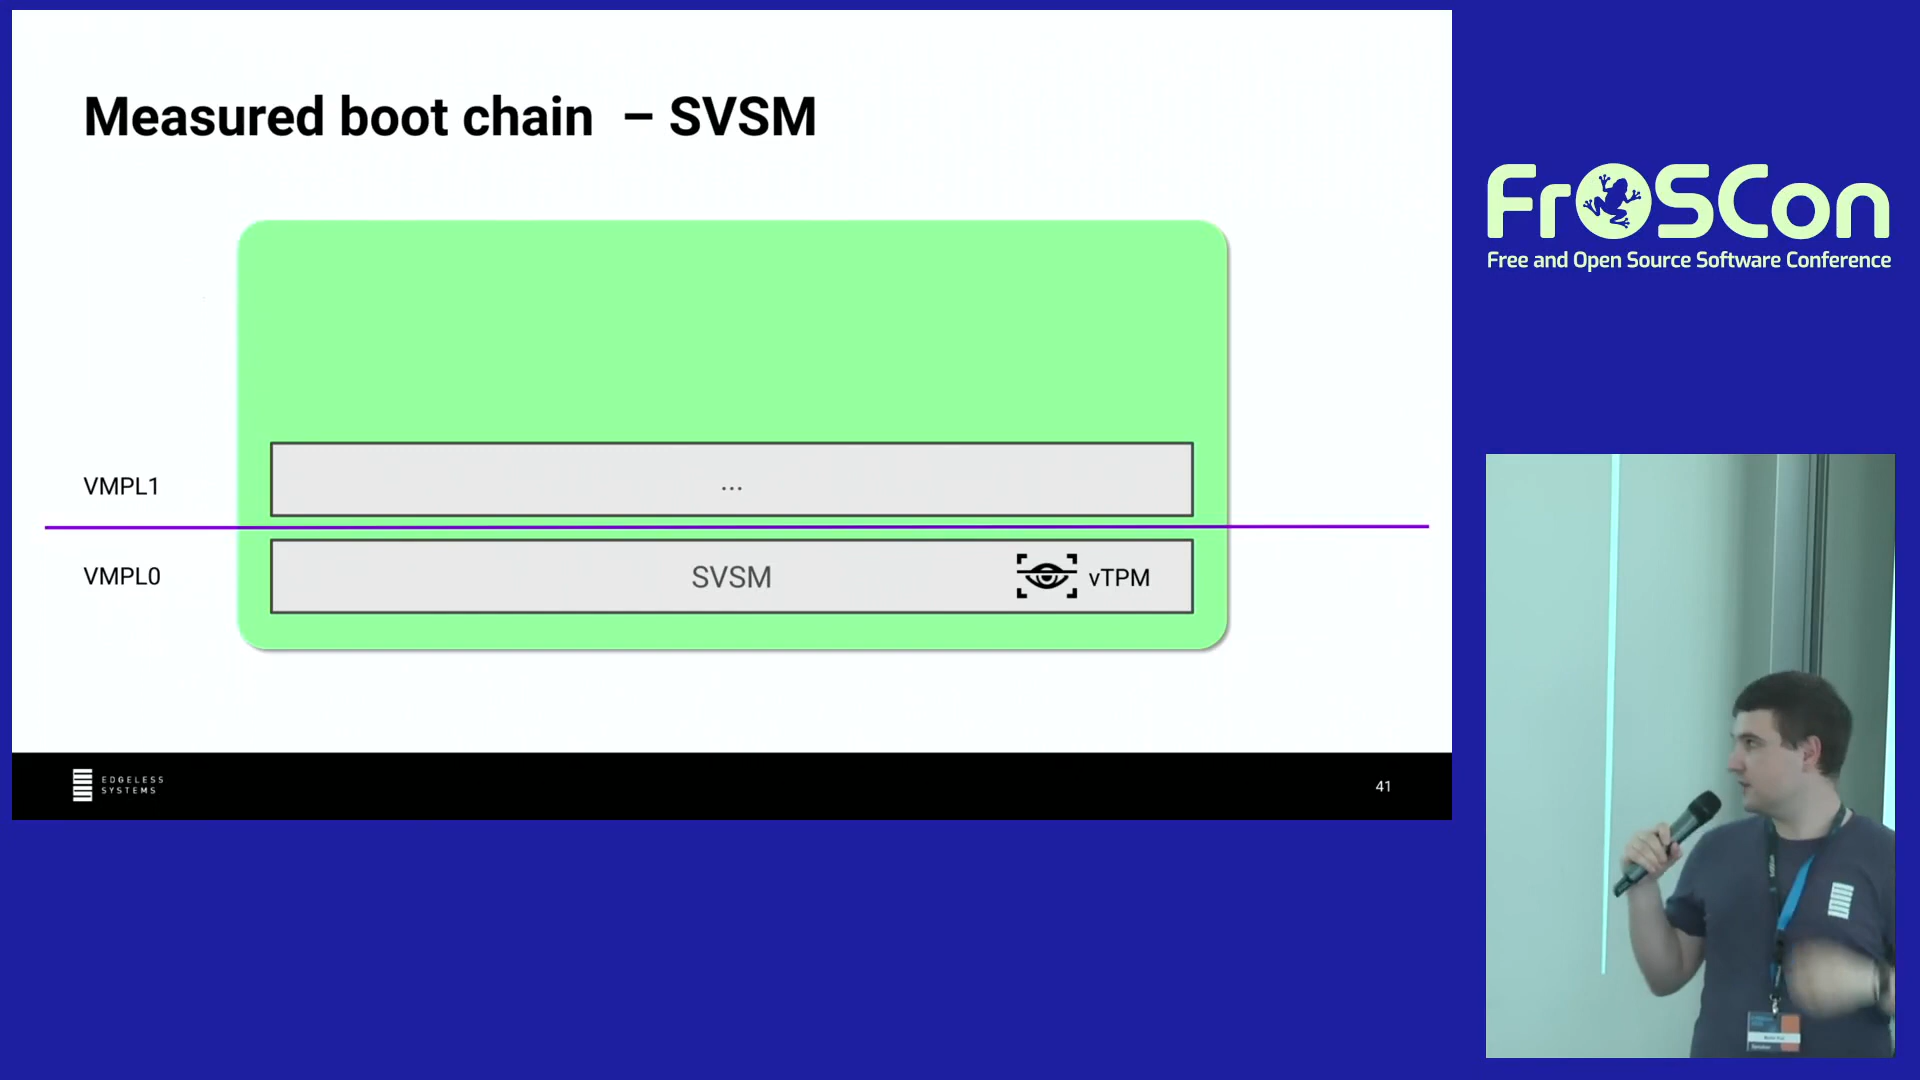 Measured boot chain – SVSM
VMPL1
...
VMPL0
SVSM
vTPM
EDGELESS
SYSTEMS
41
FrOSCon
Free and Open Source Software Conference